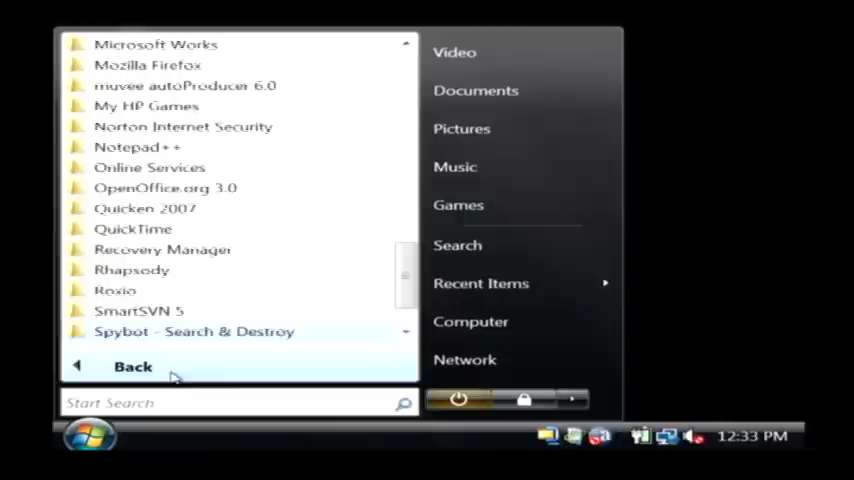 Microsoft Works
Mozilla Firefox
muvee autoProducer 6.0
My HP Games
Norton Internet Security
Notepad++
Online Services
OpenOffice.org 3.0
Quicken 2007
QuickTime
Recovery Manager
Rhapsody
Roxio
SmartSVN 5
Spybot - Search & Destroy
Back
Start Search
Video
Documents
Pictures
Music
Games
Search
Recent Items
Computer
Network
12:33 PM